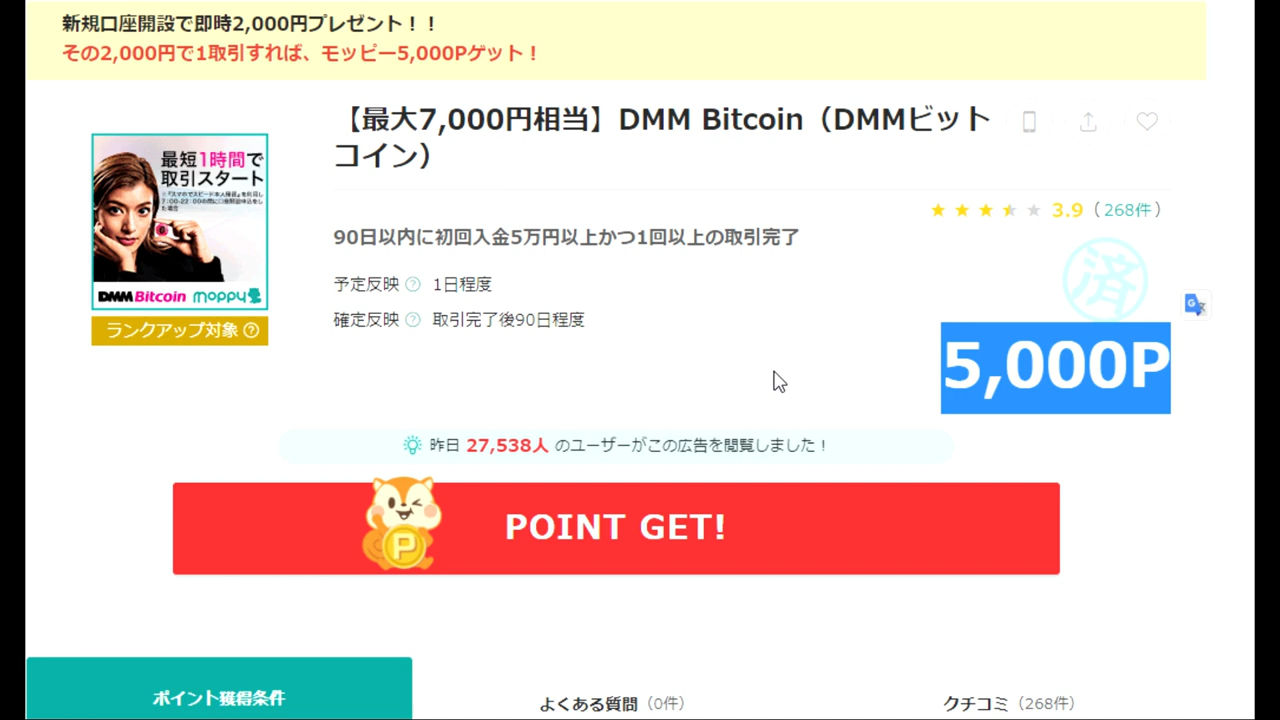 新規口座開設で即時2,000円プレゼント！！
その2,000円で1取引すれば、モッピー5,000Pゲット！
【最大7,000円相当】DMM Bitcoin（DMMビット
コイン）
最短1時間で
取引スタート
3.9（268件）
90日以内に初回入金5万円以上かつ1回以上の取引完了
予定反映 ? 1日程度
済
確定反映 ? 取引完了後90日程度
DMM Bitcoin moppy
ランクアップ対象 ?
5,000P
昨日 27,538人 のユーザーがこの広告を閲覧しました！
P POINT GET!
ポイント獲得条件
よくある質問（0件）
クチコミ（268件）